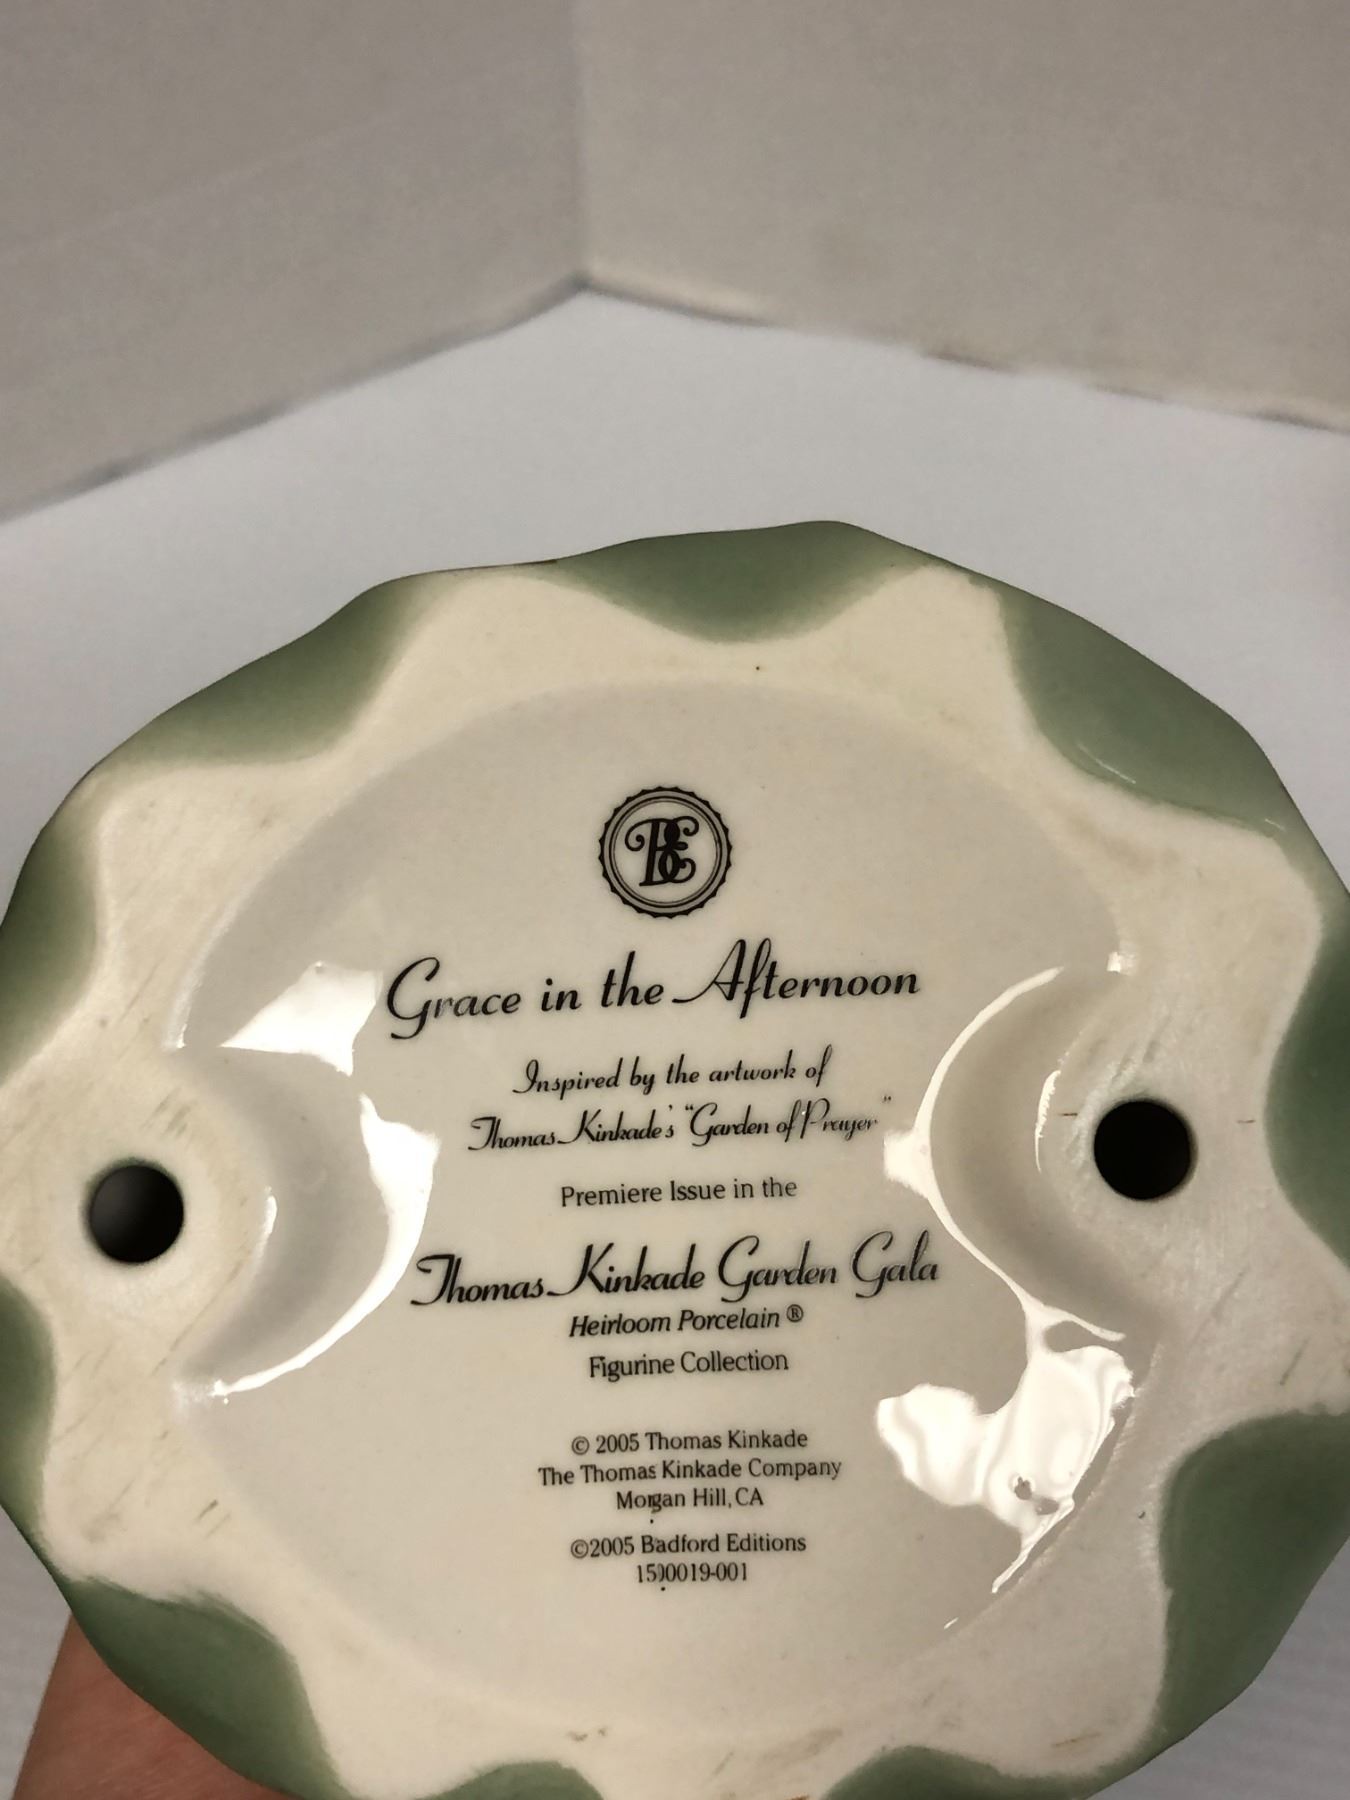 BE
Grace in the Afternoon
Inspired by the artwork of
Thomas Kinkade's "Garden of Prayer"
Premiere Issue in the
Thomas Kinkade Garden Gala
Heirloom Porcelain ®
Figurine Collection
© 2005 Thomas Kinkade
The Thomas Kinkade Company
Morgan Hill, CA
©2005 Badford Editions